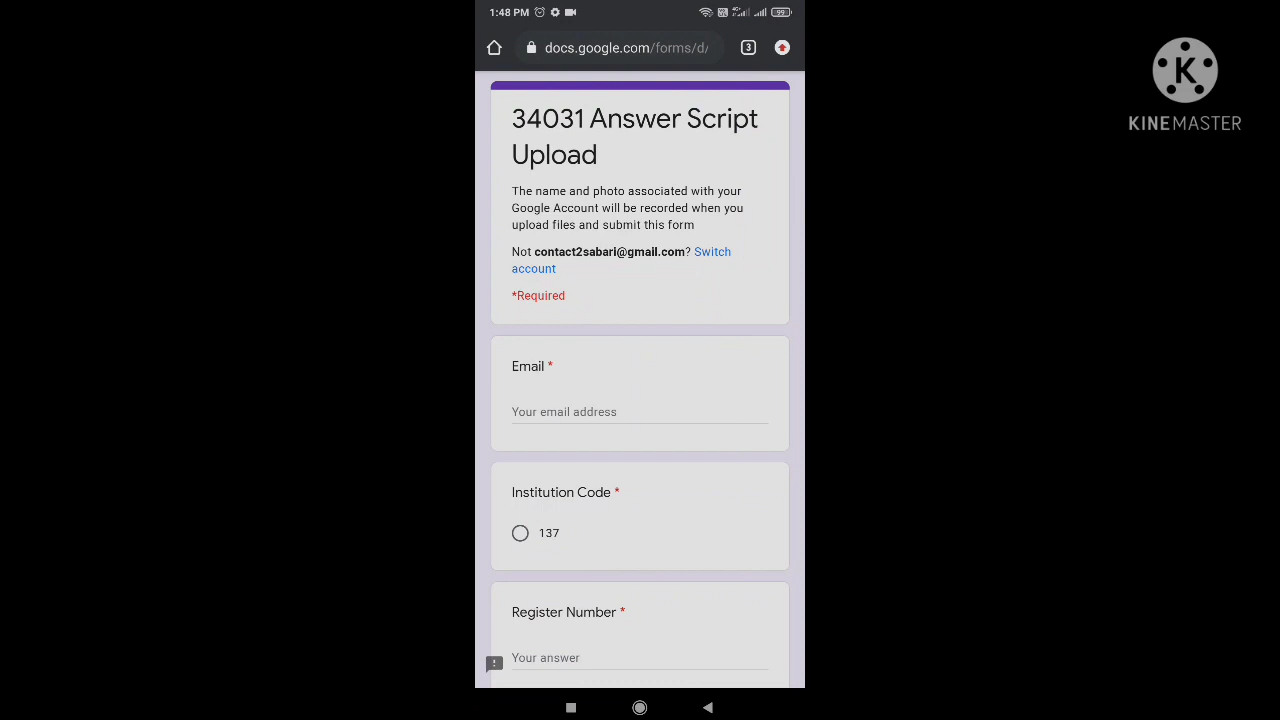 1:48 PM
4G+
99
docs.google.com/forms/d/
3
K
KINEMASTER
34031 Answer Script
Upload
The name and photo associated with your
Google Account will be recorded when you
upload files and submit this form
Not contact2sabari@gmail.com? Switch
account
*Required
Email *
Your email address
Institution Code *
137
Register Number *
Your answer